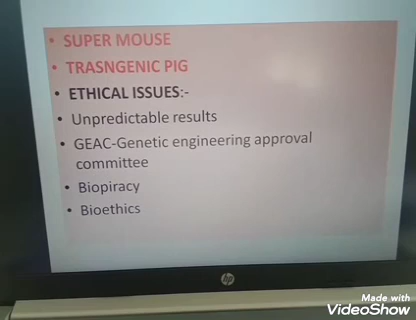 • SUPER MOUSE
• TRASNGENIC PIG
• ETHICAL ISSUES:-
• Unpredictable results
• GEAC-Genetic engineering approval
committee
• Biopiracy
• Bioethics
hp
Made with
VideoShow